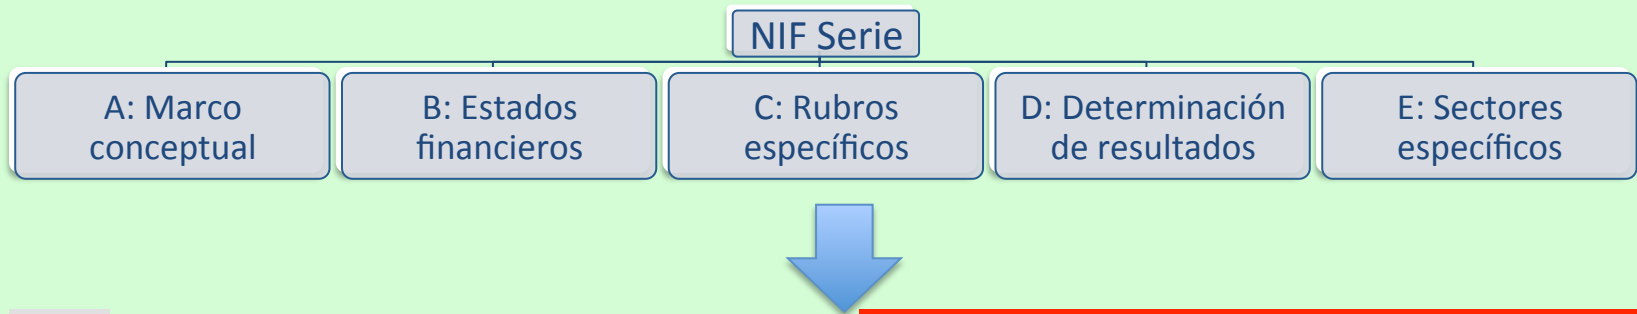 NIF Serie
A: Marco
conceptual
B: Estados
financieros
C: Rubros
específicos
D: Determinación
de resultados
E: Sectores
específicos